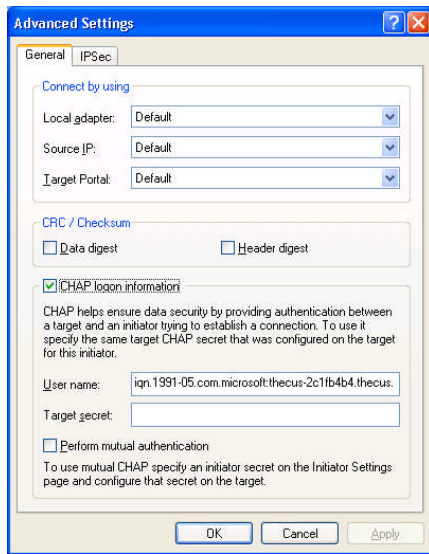 Advanced Settings
General IPSec
Connect by using
Local adapter: Default
Source IP: Default
Target Portal: Default
CRC / Checksum
Data digest Header digest
CHAP logon information
CHAP helps ensure data security by providing authentication between
a target and an initiator trying to establish a connection. To use it
specify the same target CHAP secret that was configured on the target
for this initiator.
User name: iqn.1991-05.com.microsoft:thecus-2c1fb4b4.thecus.
Target secret:
Perform mutual authentication
To use mutual CHAP specify an initiator secret on the Initiator Settings
page and configure that secret on the target.
OK Cancel Apply